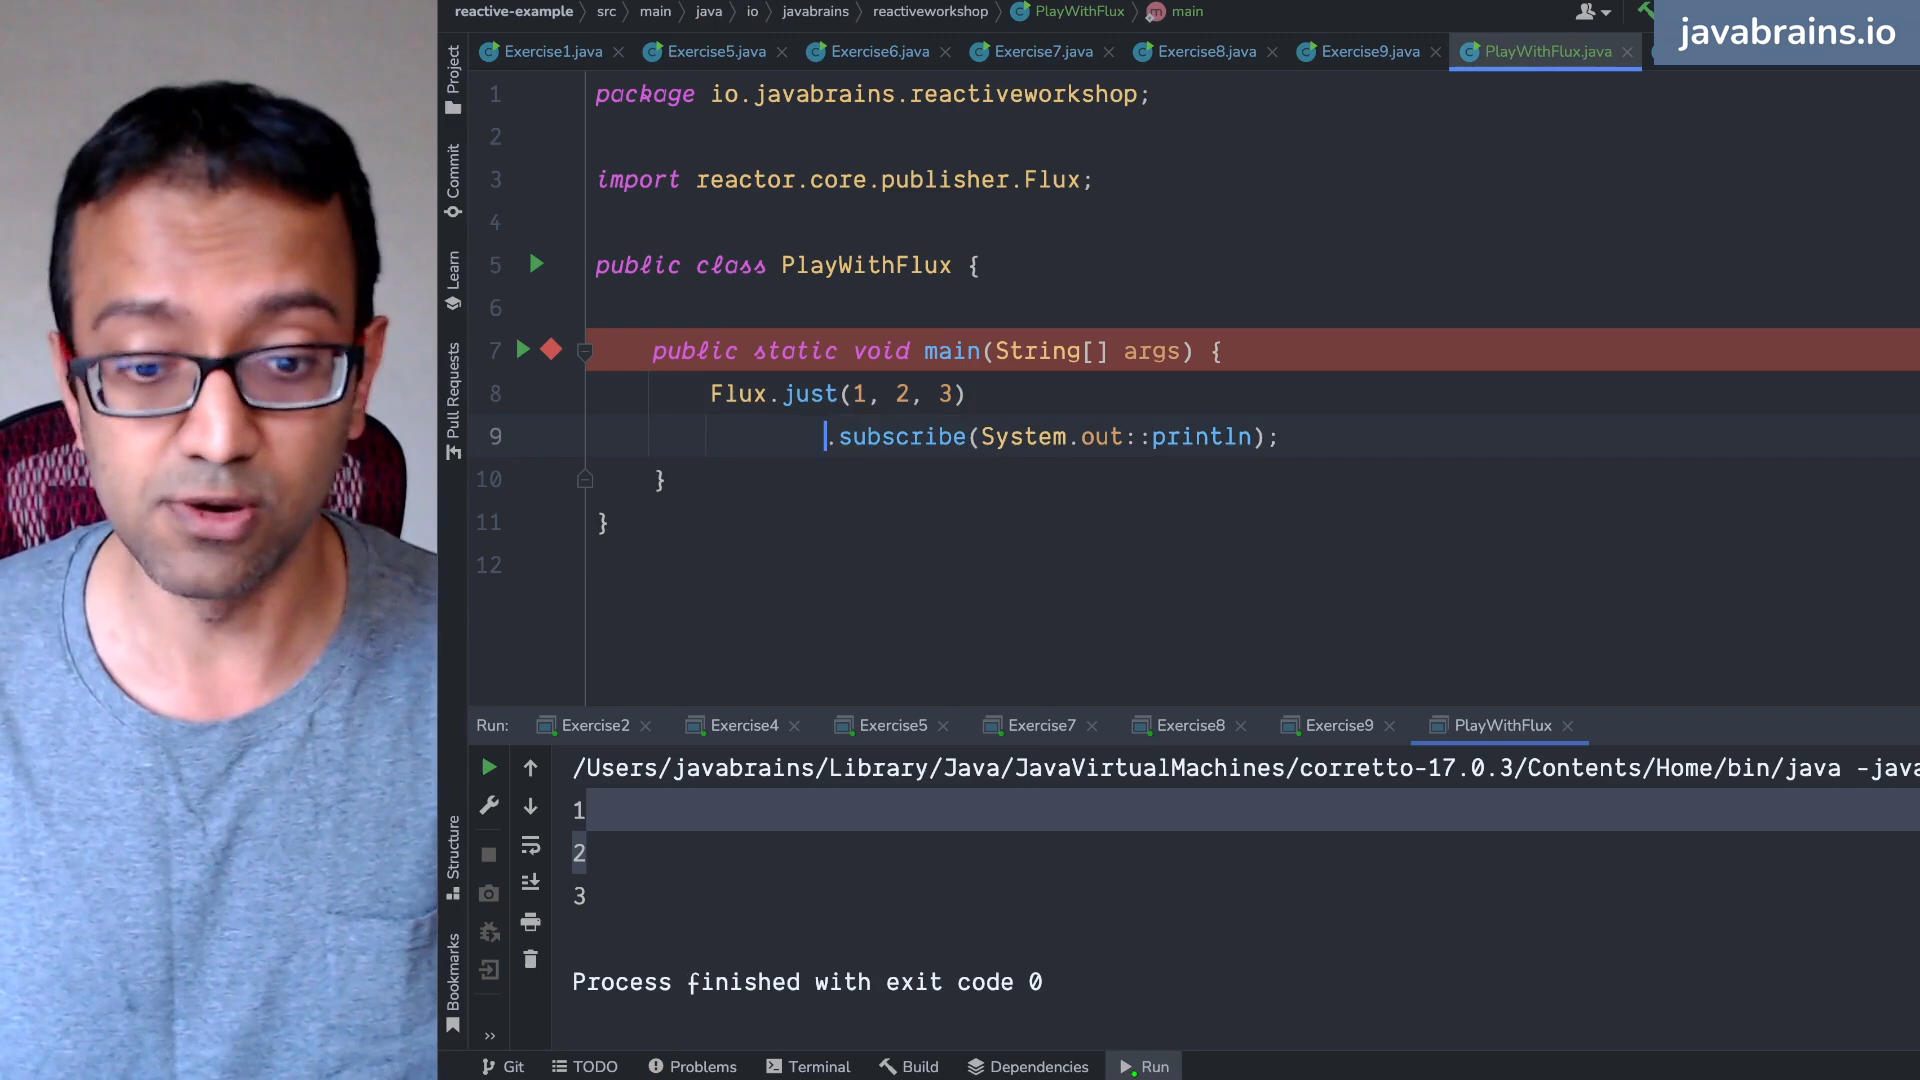 reactive-example src main java io javabrains reactiveworkshop PlayWithFlux main
javabrains.io
Exercise1.java Exercise5.java Exercise6.java Exercise7.java Exercise8.java Exercise9.java PlayWithFlux.java
Project
Commit
Learn
Pull Requests
Structure
Bookmarks
1 package io.javabrains.reactiveworkshop;
2
3 import reactor.core.publisher.Flux;
4
5 public class PlayWithFlux {
6
7 public static void main(String[] args) {
8 Flux.just(1, 2, 3)
9 .subscribe(System.out::println);
10 }
11 }
12
Run: Exercise2 Exercise4 Exercise5 Exercise7 Exercise8 Exercise9 PlayWithFlux
/Users/javabrains/Library/Java/JavaVirtualMachines/corretto-17.0.3/Contents/Home/bin/java
1
2
3
Process finished with exit code 0
Git TODO Problems Terminal Build Dependencies Run